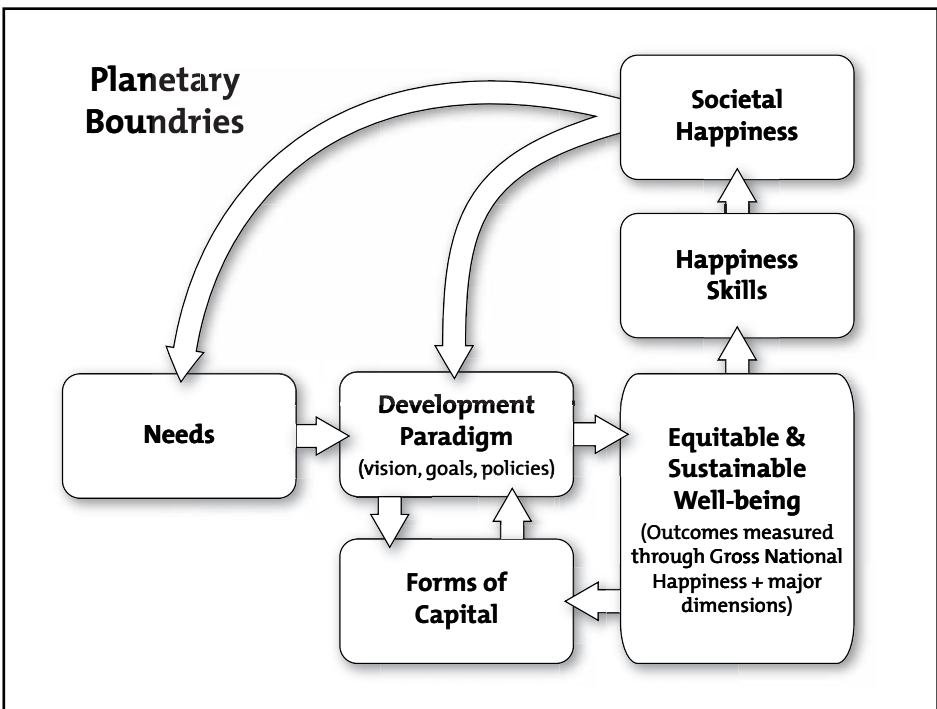 Planetary
Boundries
Societal
Happiness
Happiness
Skills
Needs
Development
Paradigm
(vision, goals, policies)
Equitable &
Sustainable
Well-being
(Outcomes measured
through Gross National
Happiness + major
dimensions)
Forms of
Capital